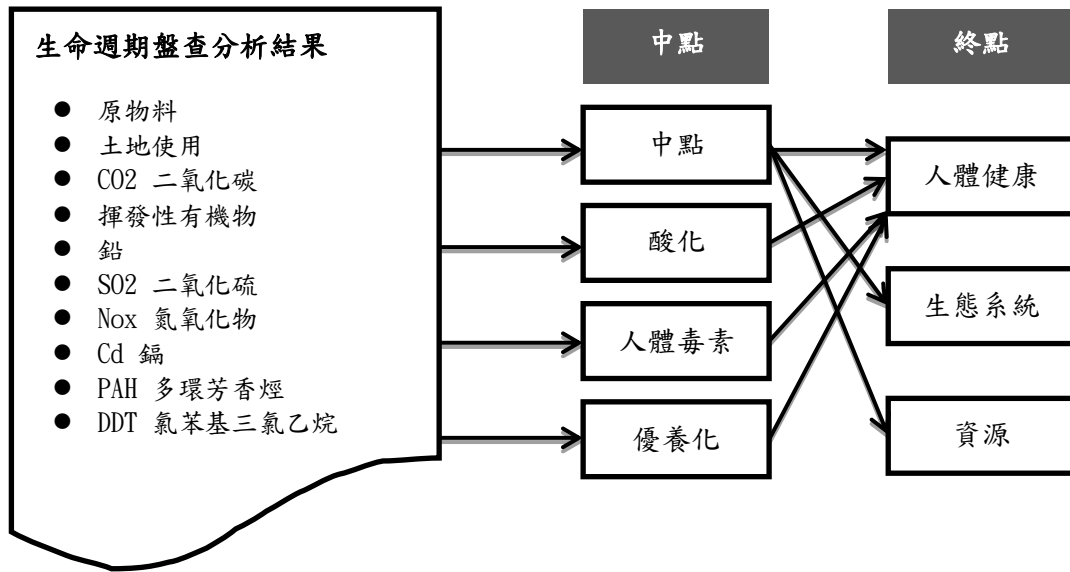 生命週期盤查分析結果
● 原物料
● 土地使用
● CO2 二氧化碳
● 揮發性有機物
● 鉛
● SO2 二氧化硫
● Nox 氮氧化物
● Cd 鎘
● PAH 多環芳香烴
● DDT 氯苯基三氯乙烷
中點
中點
酸化
人體毒素
優養化
終點
人體健康
生態系統
資源